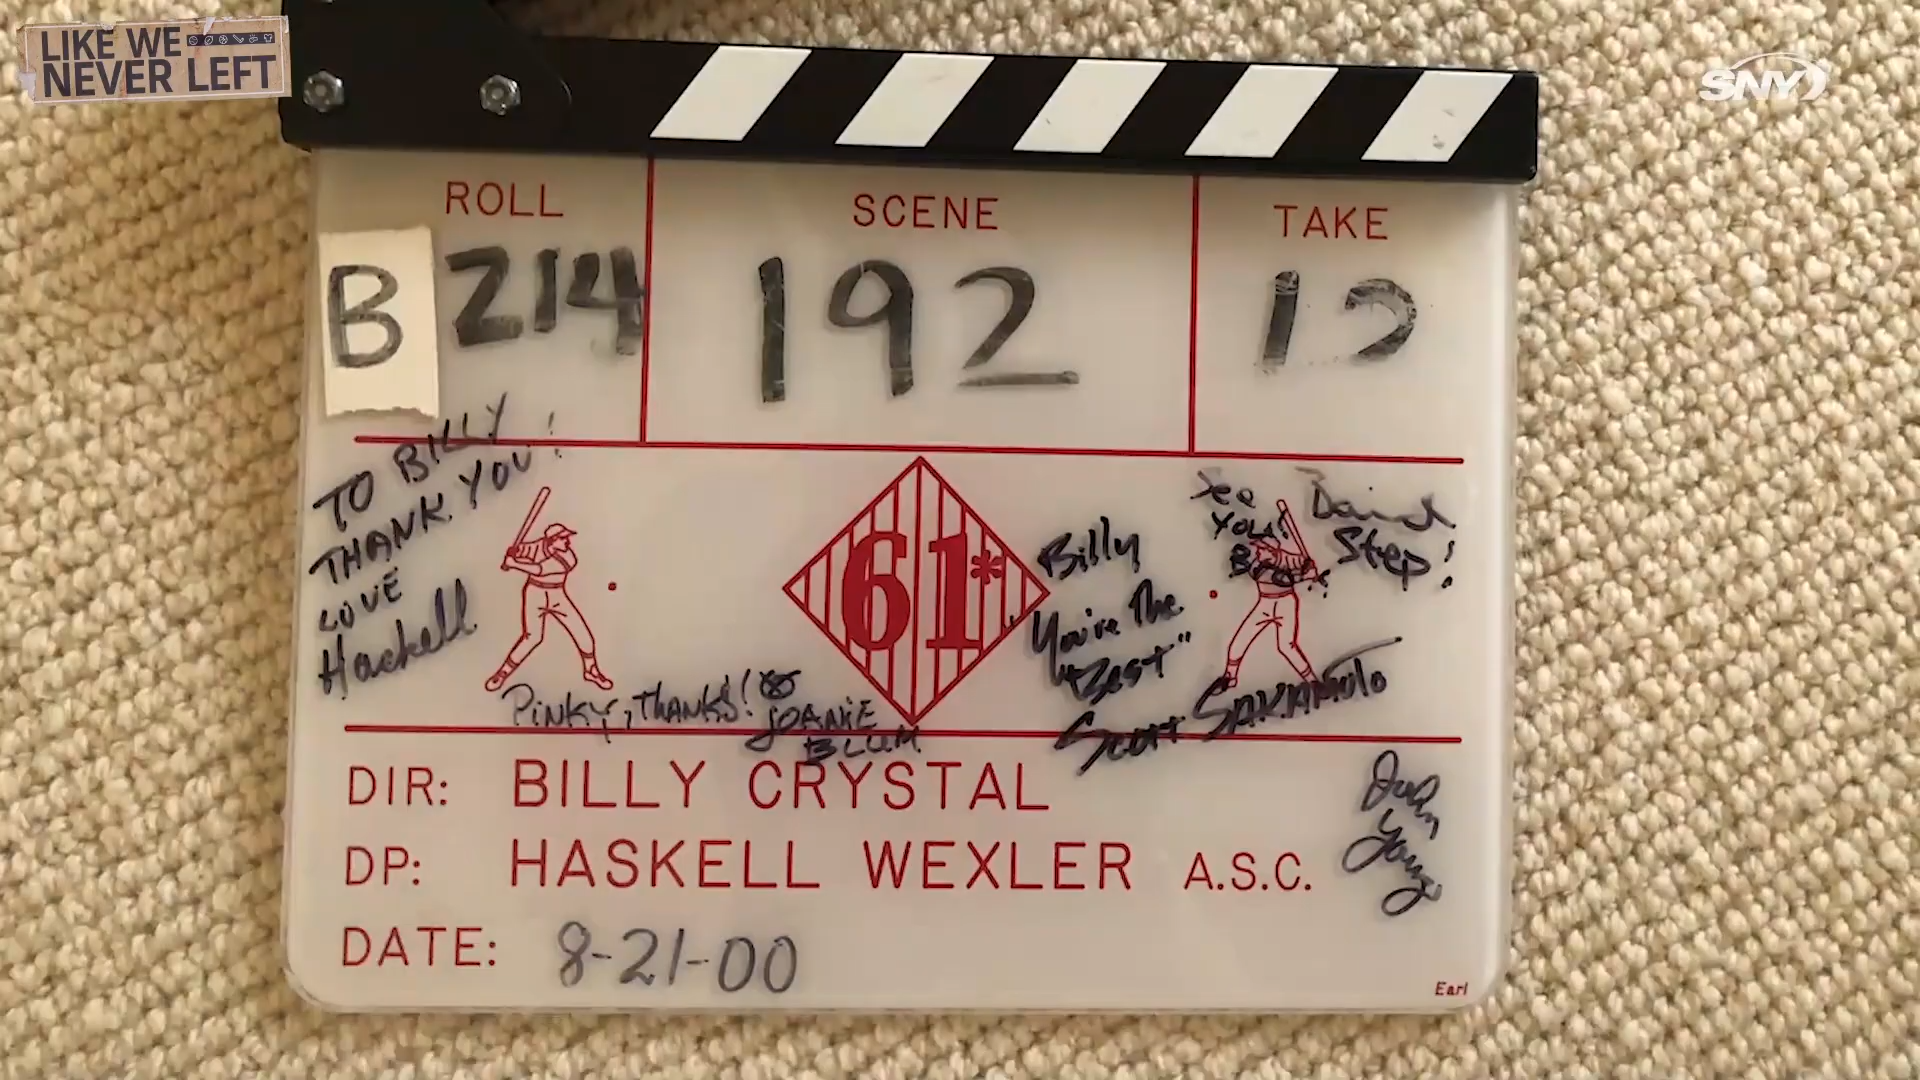 LIKE WE
NEVER LEFT
SNY
ROLL
SCENE
TAKE
B 214
192
12
TO BILLY
THANK YOU!
LOVE
Haskell
61*
PINKY, THANKS!
JOANIE
BLUM
Billy
You're The
"Best"
Scott SAKAMOTO
See
You!
Bro
David
Step!
DIR: BILLY CRYSTAL
DP: HASKELL WEXLER A.S.C.
DATE: 8-21-00
Earl